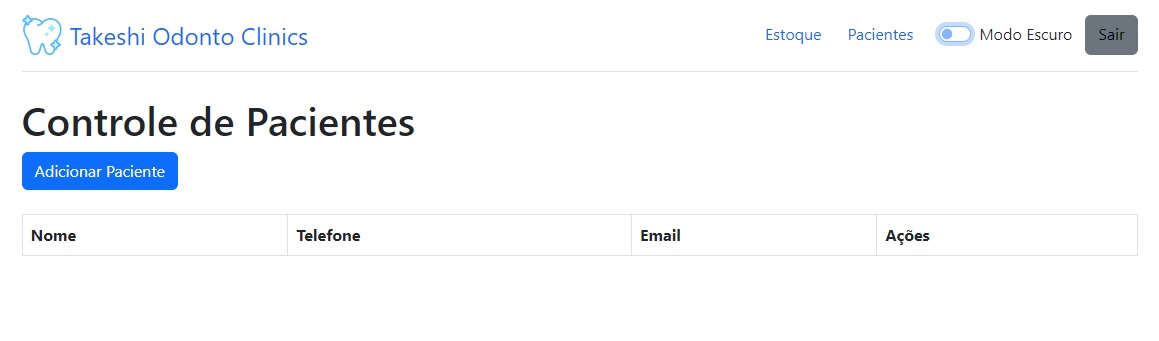 Takeshi Odonto Clinics Estoque Pacientes Modo Escuro Sair
Controle de Pacientes
Adicionar Paciente
Nome Telefone Email Ações